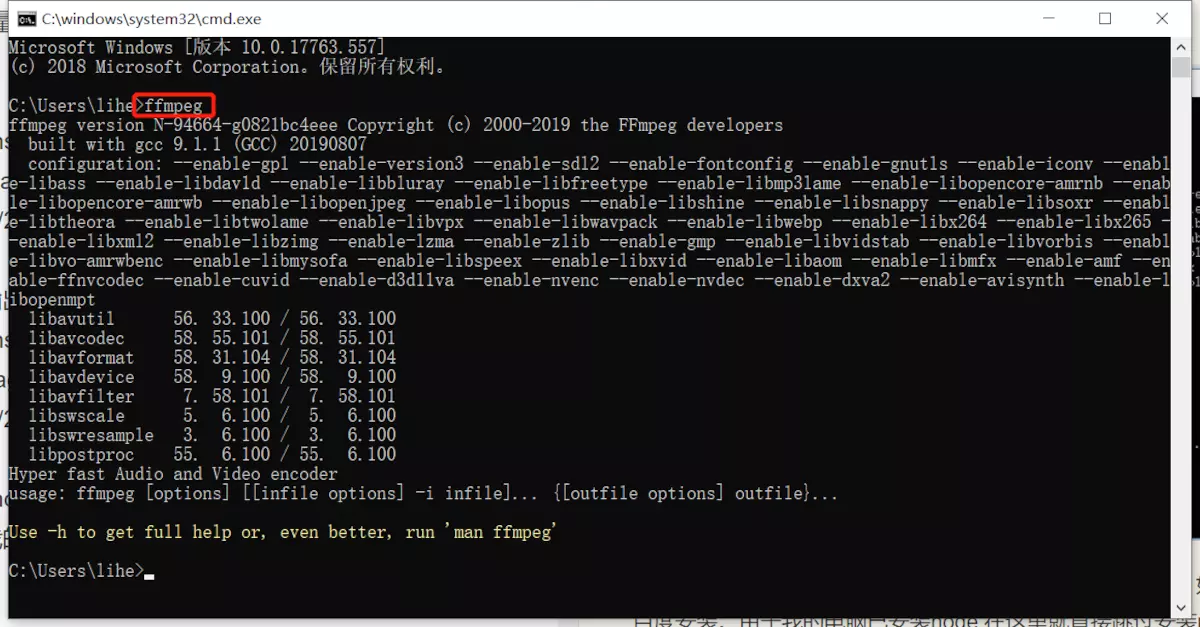 C:\windows\system32\cmd.exe
Microsoft Windows [版本 10.0.17763.557]
(c) 2018 Microsoft Corporation。保留所有权利。
C:\Users\lihe>ffmpeg
ffmpeg version N-94664-g0821bc4eee Copyright (c) 2000-2019 the FFmpeg developers
built with gcc 9.1.1 (GCC) 20190807
configuration: --enable-gpl --enable-version3 --enable-sdl2 --enable-fontconfig --enable-gnutls --enable-iconv --enabl
e-libass --enable-libdav1d --enable-libbluray --enable-libfreetype --enable-libmp3lame --enable-libopencore-amrnb --enab
le-libopencore-amrwb --enable-libopenjpeg --enable-libopus --enable-libshine --enable-libsnappy --enable-libsoxr --enabl
e-libtheora --enable-libtwolame --enable-libvpx --enable-libwavpack --enable-libwebp --enable-libx264 --enable-libx265 -
-enable-libxml2 --enable-libzimg --enable-lzma --enable-zlib --enable-gmp --enable-libvidstab --enable-libvorbis --enabl
e-libvo-amrwbenc --enable-libmysofa --enable-libspeex --enable-libxvid --enable-libaom --enable-libmfx --enable-amf --en
able-ffnvcodec --enable-cuvid --enable-d3d11va --enable-nvenc --enable-nvdec --enable-dxva2 --enable-avisynth --enable-l
ibopenmpt
libavutil 56. 33.100 / 56. 33.100
libavcodec 58. 55.101 / 58. 55.101
libavformat 58. 31.104 / 58. 31.104
libavdevice 58. 9.100 / 58. 9.100
libavfilter 7. 58.101 / 7. 58.101
libswscale 5. 6.100 / 5. 6.100
libswresample 3. 6.100 / 3. 6.100
libpostproc 55. 6.100 / 55. 6.100
Hyper fast Audio and Video encoder
usage: ffmpeg [options] [[infile options] -i infile]... {[outfile options] outfile}...
Use -h to get full help or, even better, run 'man ffmpeg'
C:\Users\lihe>